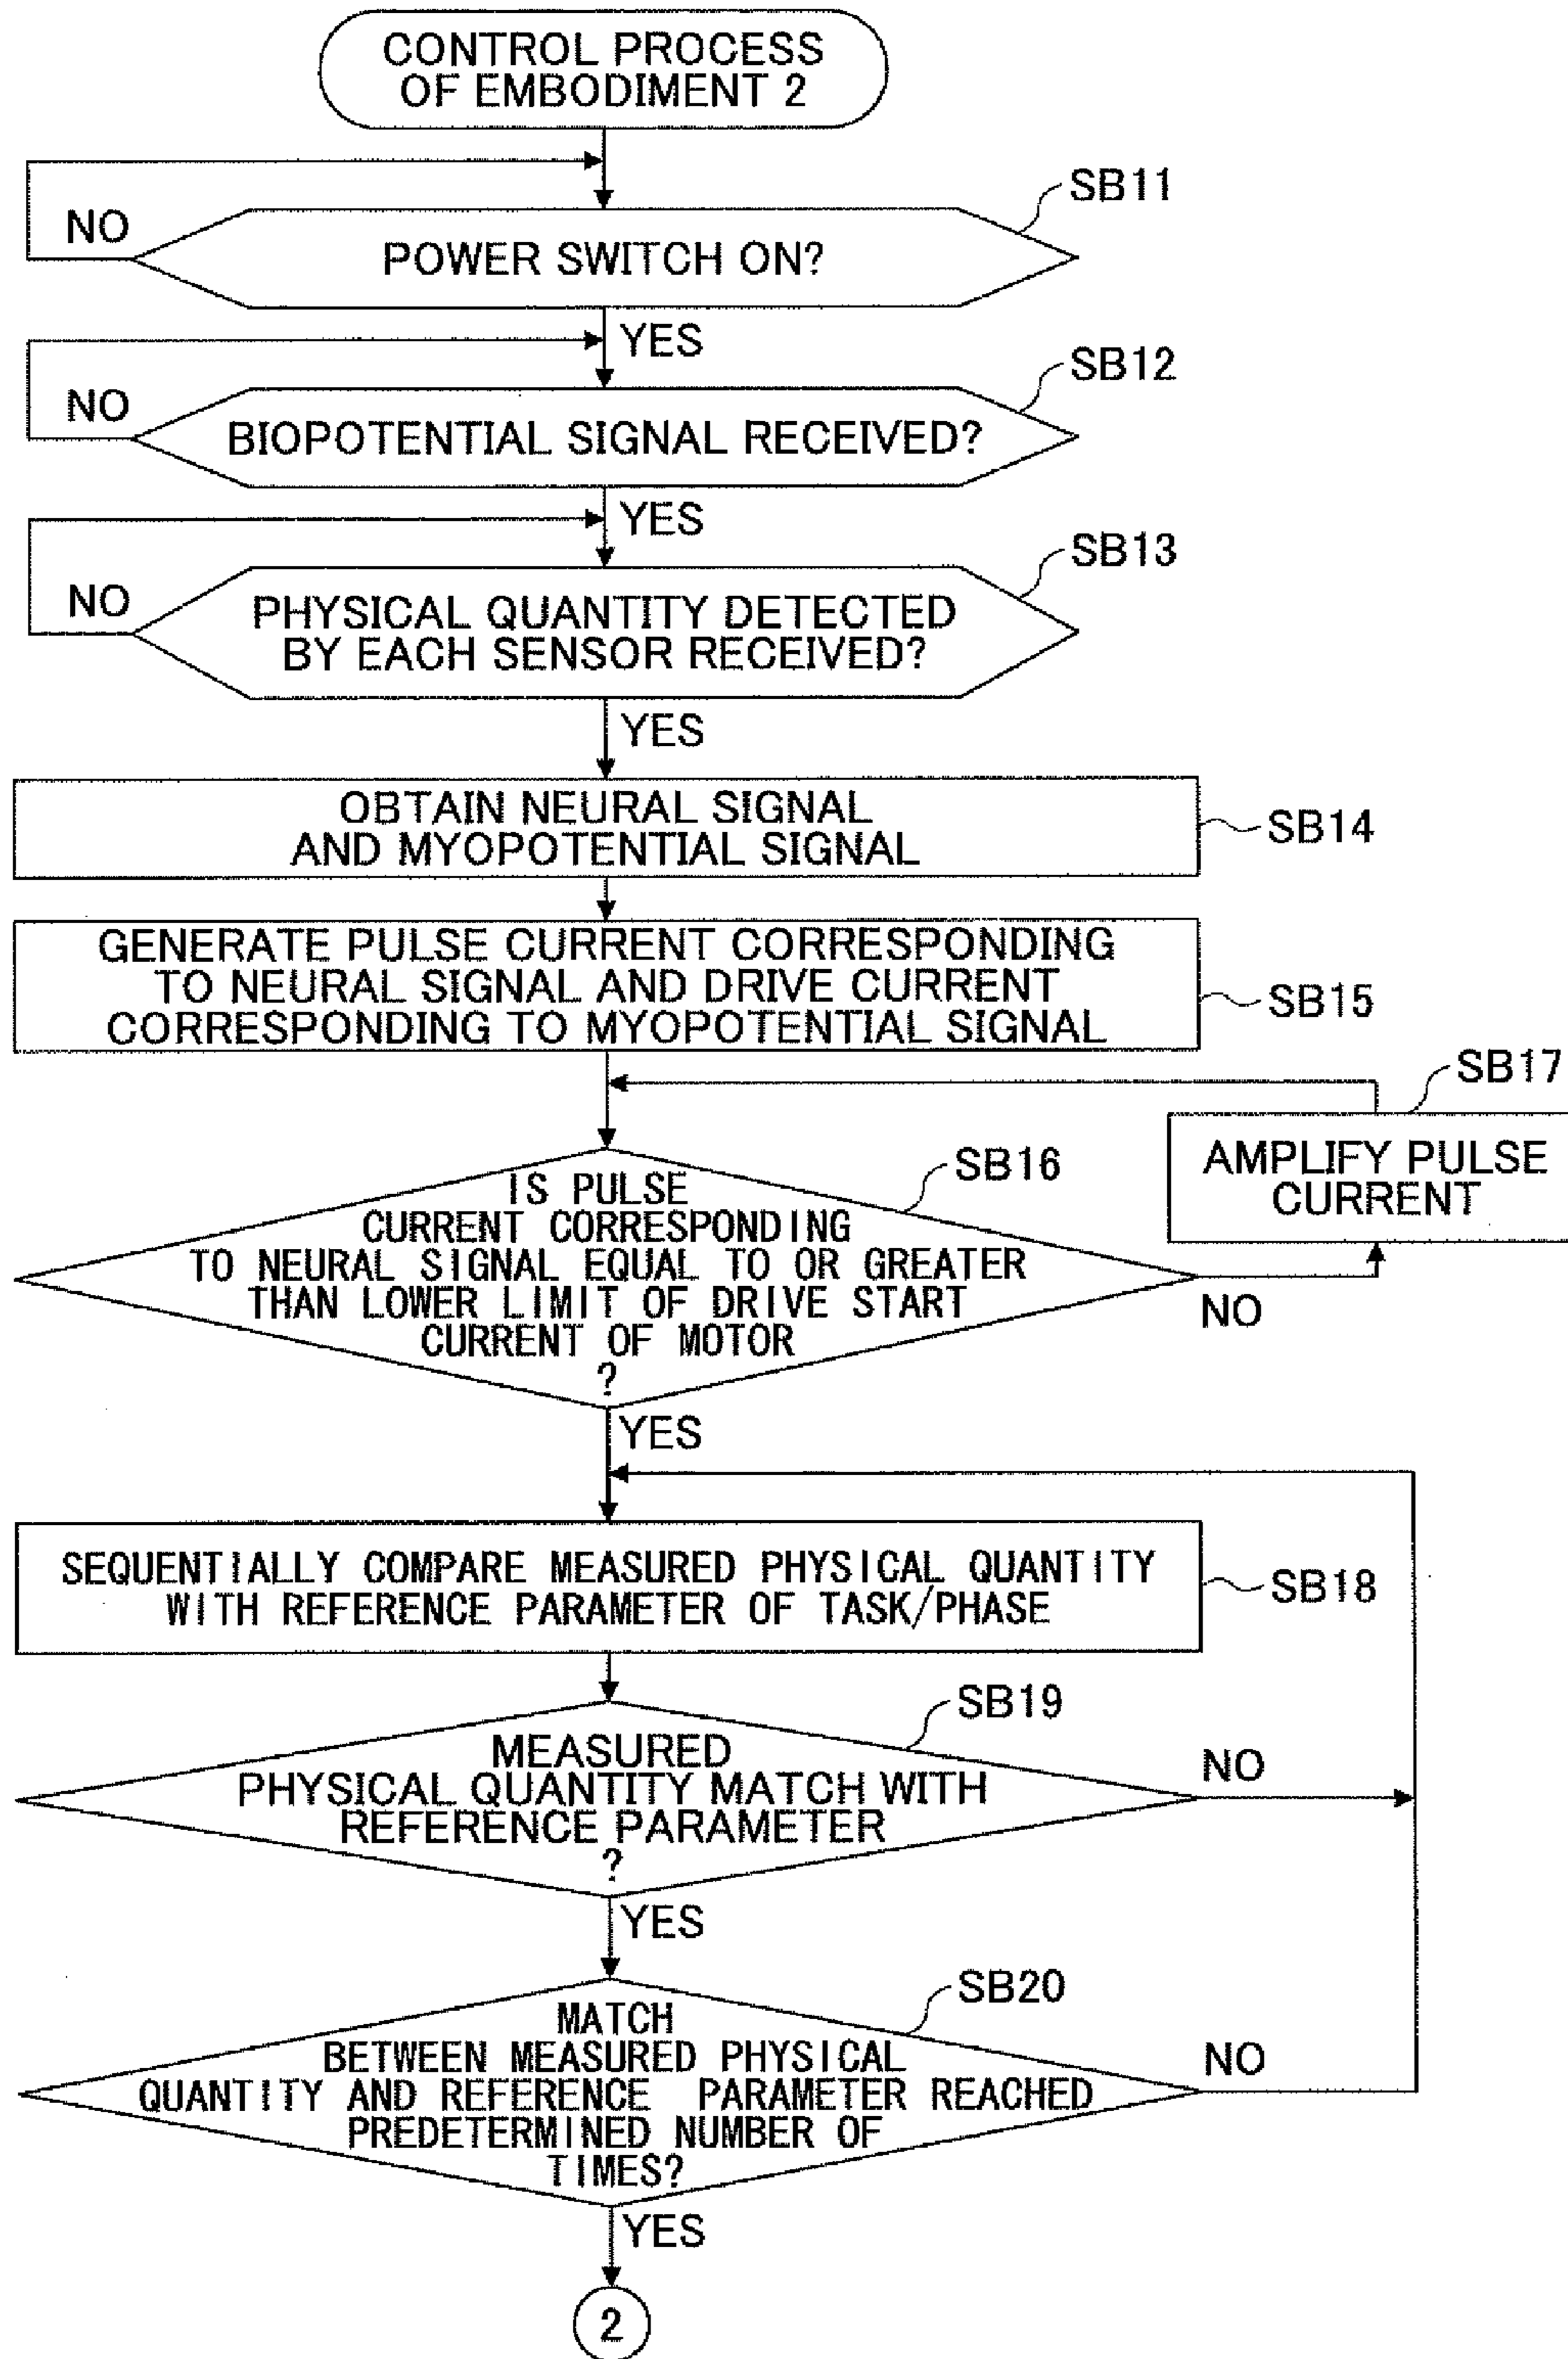 CONTROL PROCESS
OF EMBODIMENT 2
SB11
NO
POWER SWITCH ON?
YES
SB12
NO
BIOPOTENTIAL SIGNAL RECEIVED?
YES
SB13
NO
PHYSICAL QUANTITY DETECTED
BY EACH SENSOR RECEIVED?
YES
OBTAIN NEURAL SIGNAL
AND MYOPOTENTIAL SIGNAL
SB14
GENERATE PULSE CURRENT CORRESPONDING
TO NEURAL SIGNAL AND DRIVE CURRENT
CORRESPONDING TO MYOPOTENTIAL SIGNAL
SB15
SB17
AMPLIFY PULSE
CURRENT
SB16
IS PULSE
CURRENT CORRESPONDING
TO NEURAL SIGNAL EQUAL TO OR GREATER
THAN LOWER LIMIT OF DRIVE START
CURRENT OF MOTOR
?
NO
YES
SEQUENTIALLY COMPARE MEASURED PHYSICAL QUANTITY
WITH REFERENCE PARAMETER OF TASK/PHASE
SB18
SB19
MEASURED
PHYSICAL QUANTITY MATCH WITH
REFERENCE PARAMETER
?
NO
YES
SB20
MATCH
BETWEEN MEASURED PHYSICAL
QUANTITY AND REFERENCE PARAMETER REACHED
PREDETERMINED NUMBER OF
TIMES?
NO
YES
2